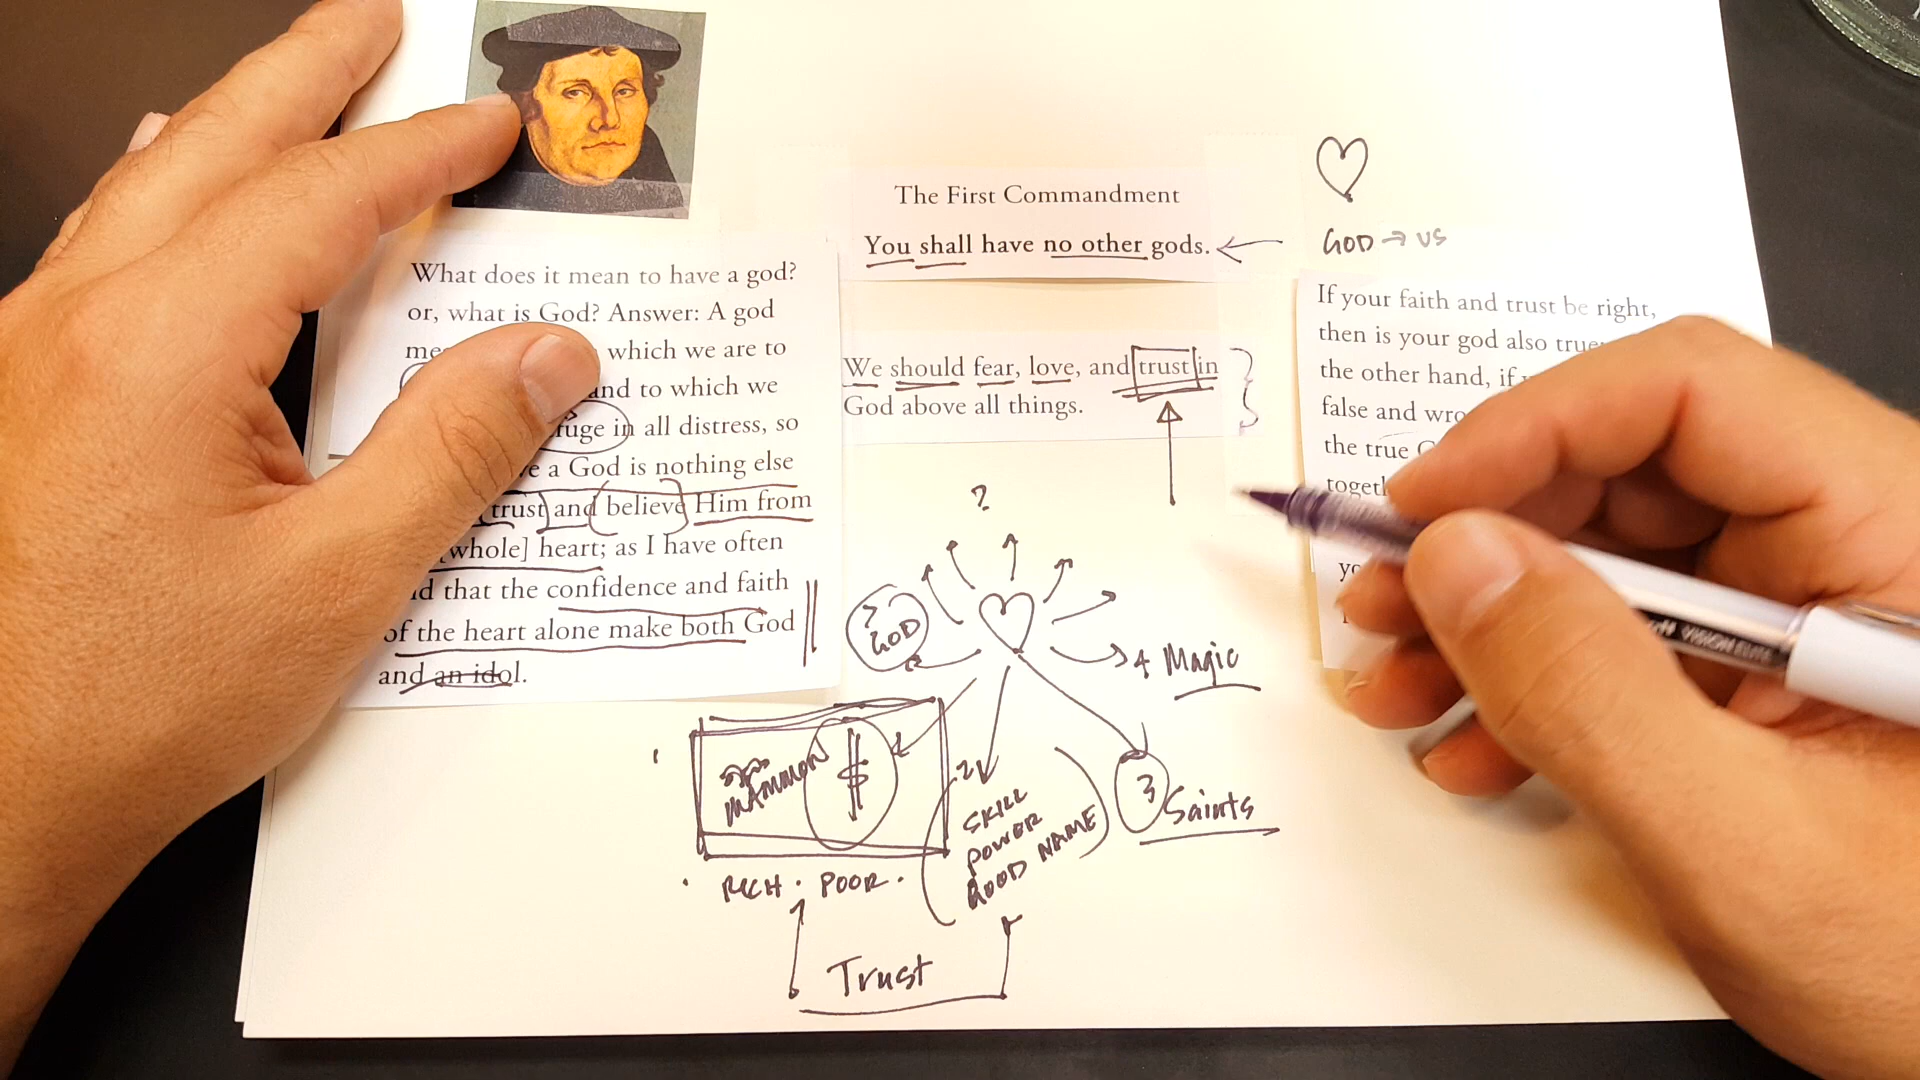 The First Commandment
You shall have no other gods.
GOD → US
What does it mean to have a god?
or, what is God? Answer: A god
which we are to
and to which we
in all distress, so
a God is nothing else
trust and believe Him from
[whole] heart; as I have often
that the confidence and faith
of the heart alone make both God
and an idol.
We should fear, love, and trust in
God above all things.
If your faith and trust be right,
then is your god also true
the other hand, if
false and
the true
?
?
GOD
4 Magic
MAMMON $
2
SKILL
POWER
GOOD NAME
3 Saints
RICH · POOR ·
Trust
VISION ELITE